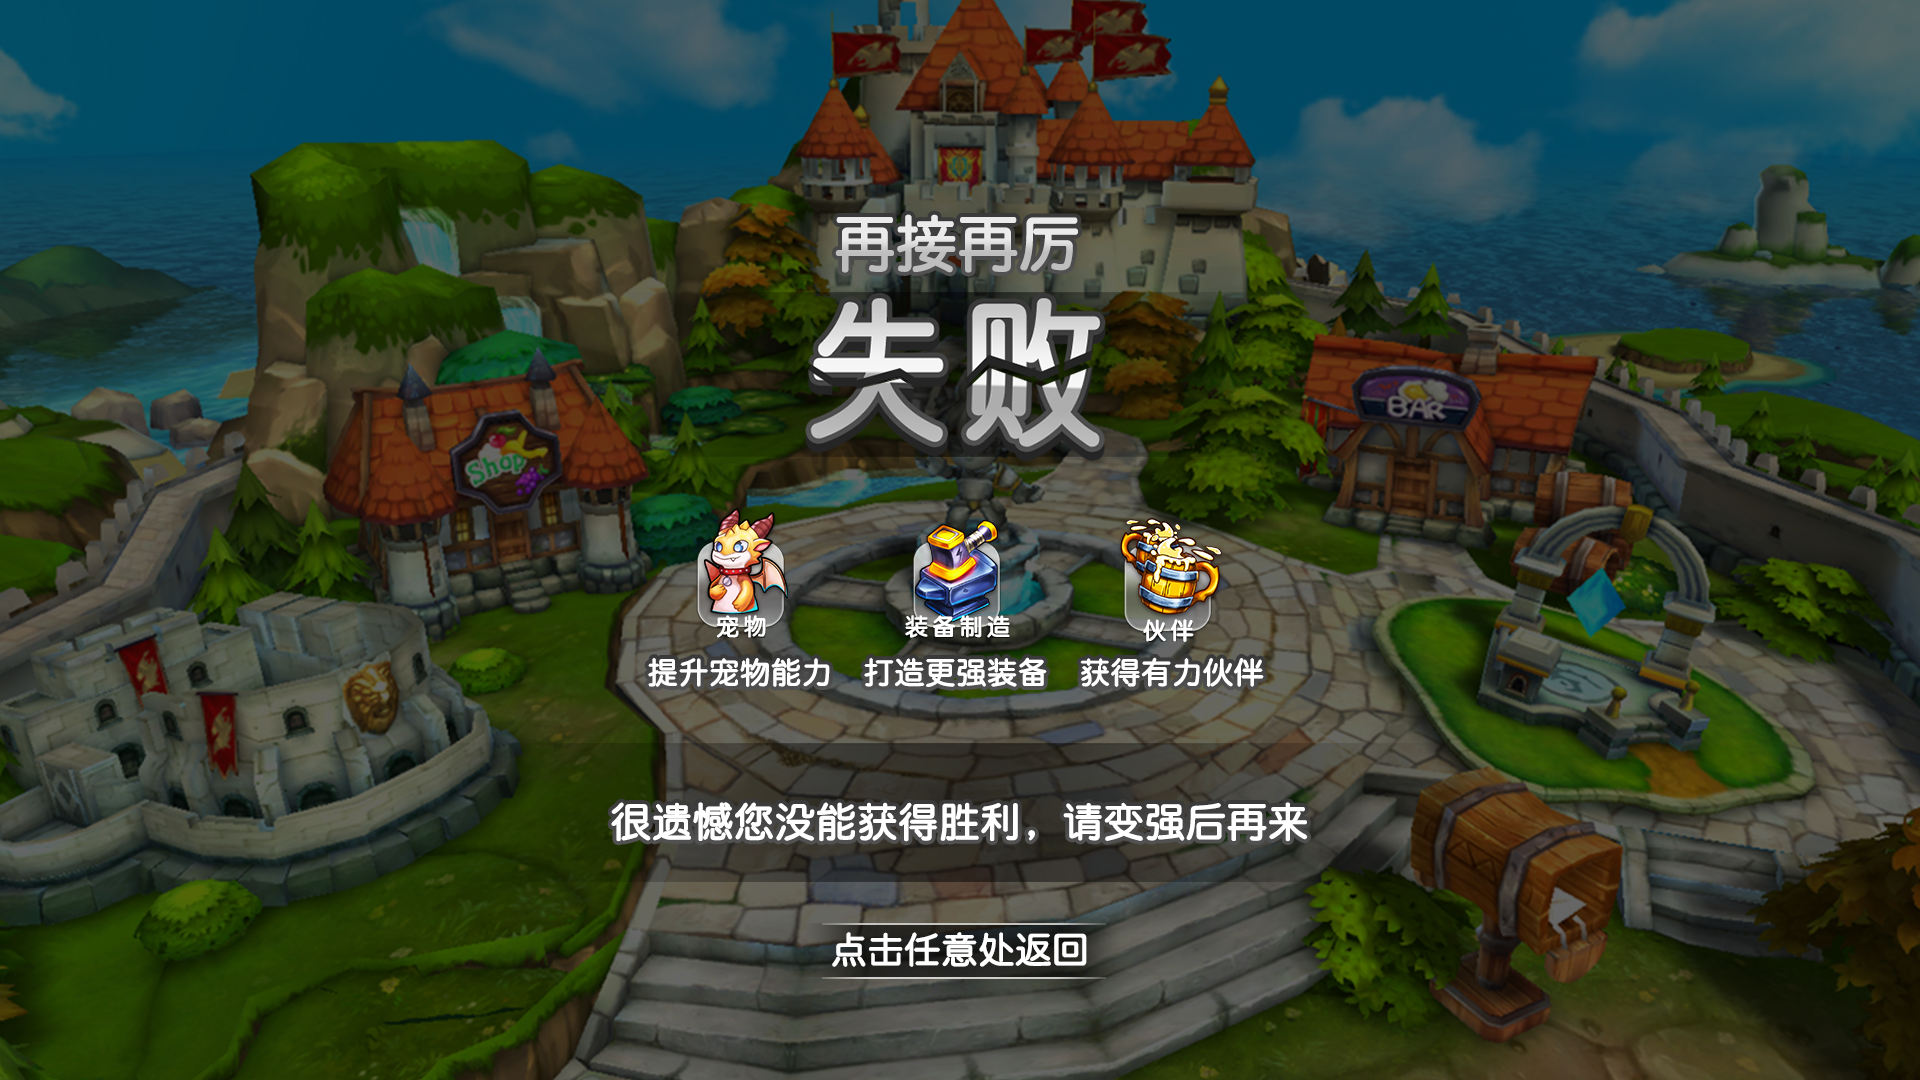 再接再厉
失败
Shop
BAR
宠物
装备制造
伙伴
提升宠物能力
打造更强装备
获得有力伙伴
很遗憾您没能获得胜利，请变强后再来
点击任意处返回